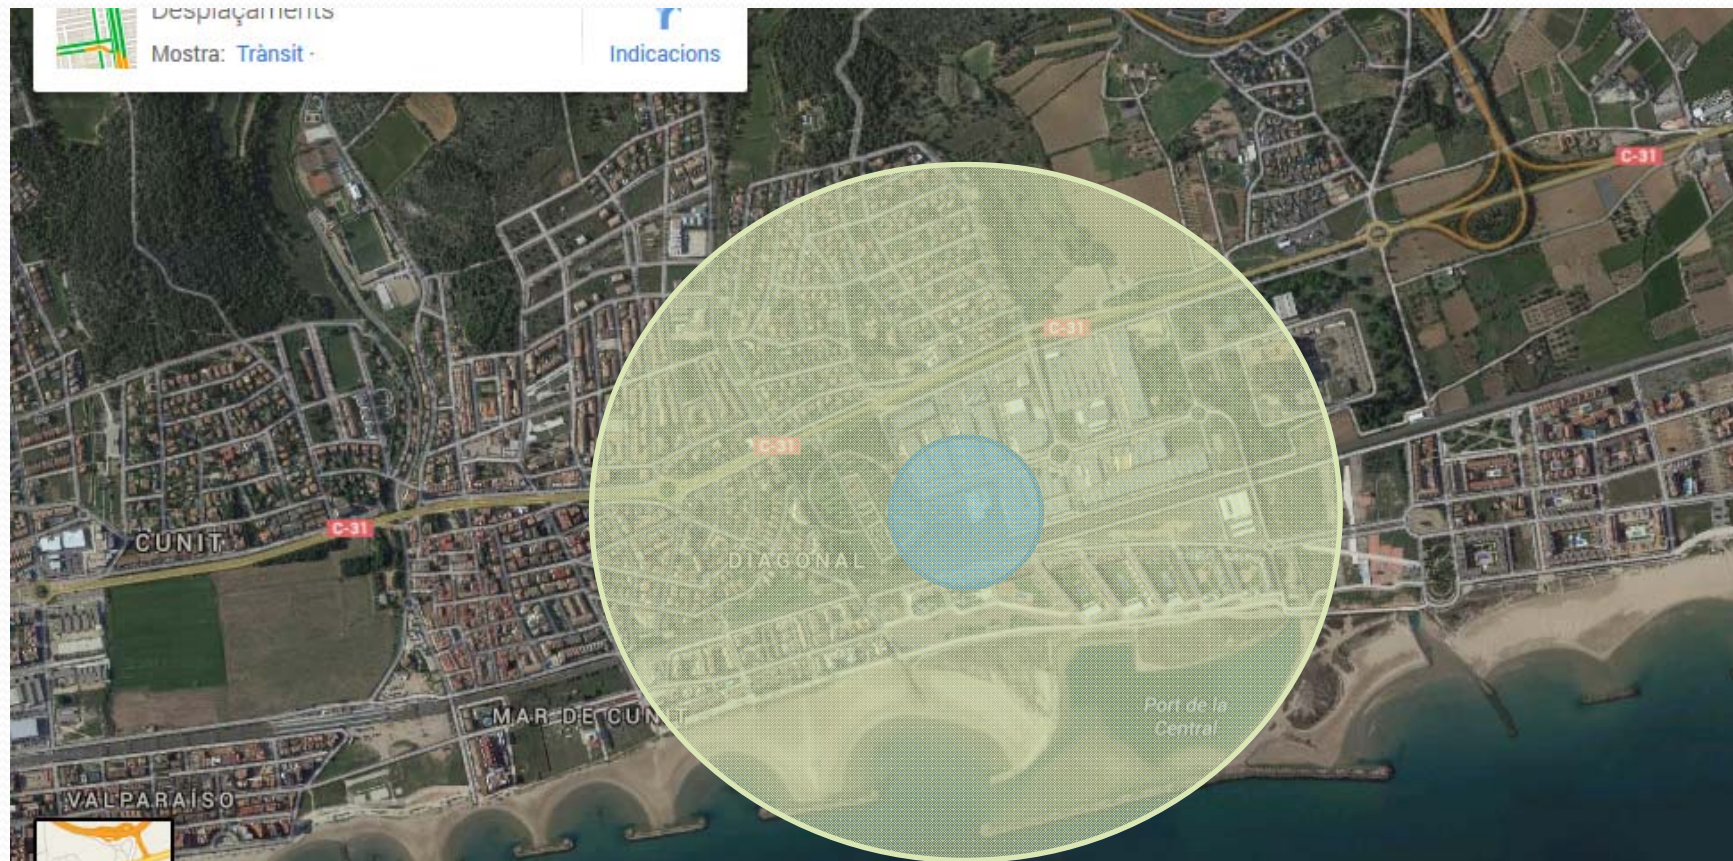 Desplaçaments
Mostra: Trànsit ·
Indicacions
C-31
C-31
C-31
C-31
CUNIT
DIAGONAL
Port de la
Central
MAR DE CUNIT
VALPARAÍSO